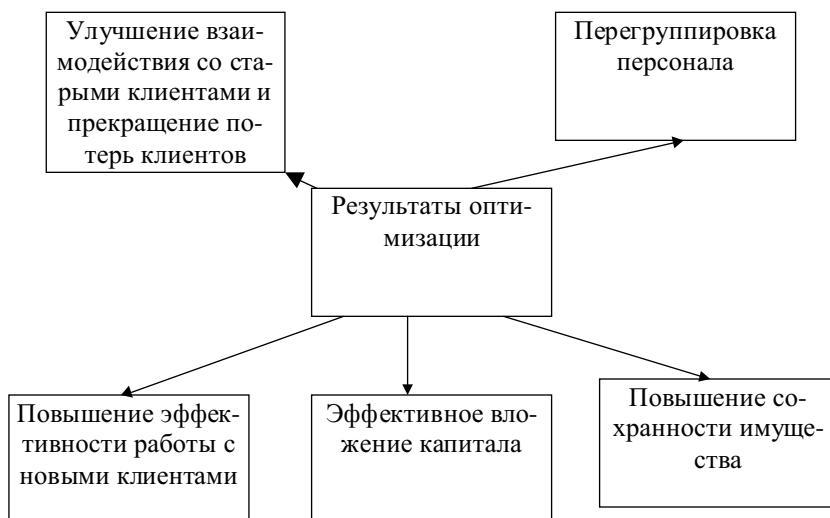 Улучшение взаи-
модействия со ста-
рыми клиентами и
прекращение по-
терь клиентов
Перегруппировка
персонала
Результаты опти-
мизации
Повышение эффек-
тивности работы с
новыми клиентами
Эффективное вло-
жение капитала
Повышение со-
хранности имуще-
ства